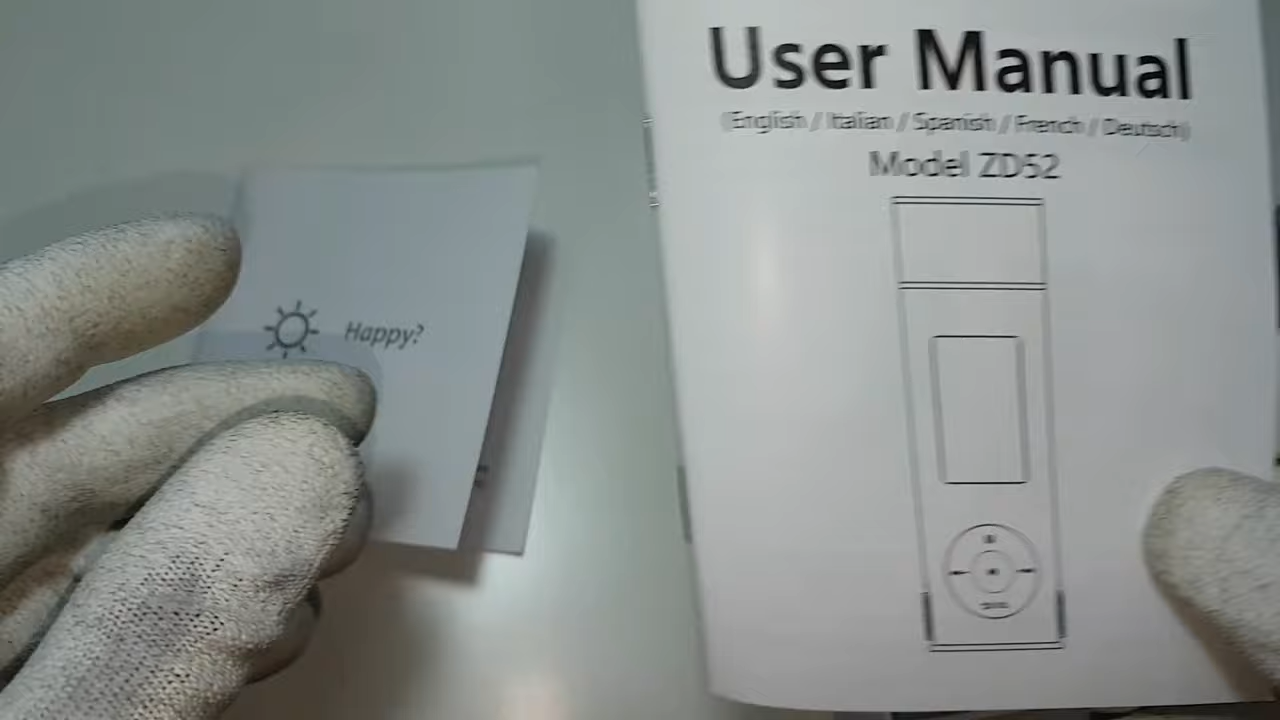 User Manual
(English / Italian / Spanish / French / Deutsch)
Model ZD52
Happy?